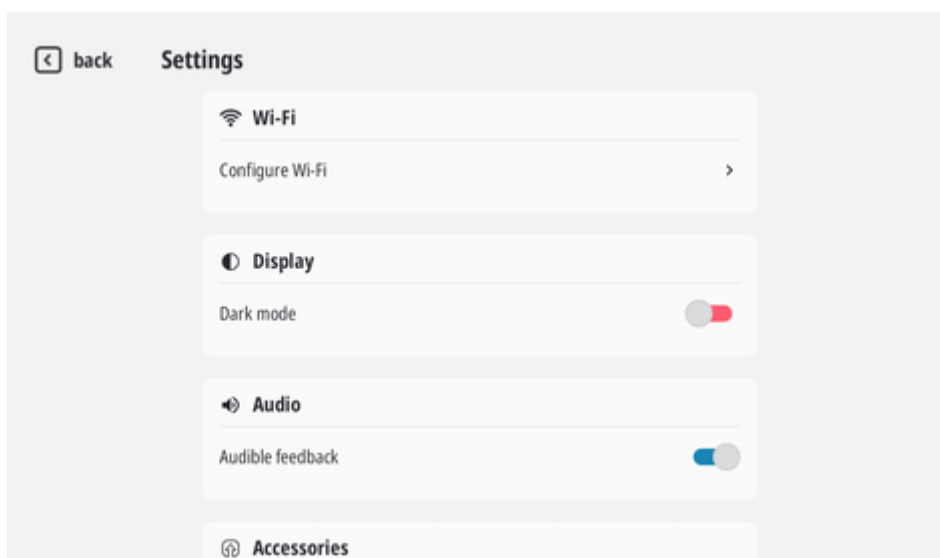 back Settings
Wi-Fi
Configure Wi-Fi
Display
Dark mode
Audio
Audible feedback
Accessories